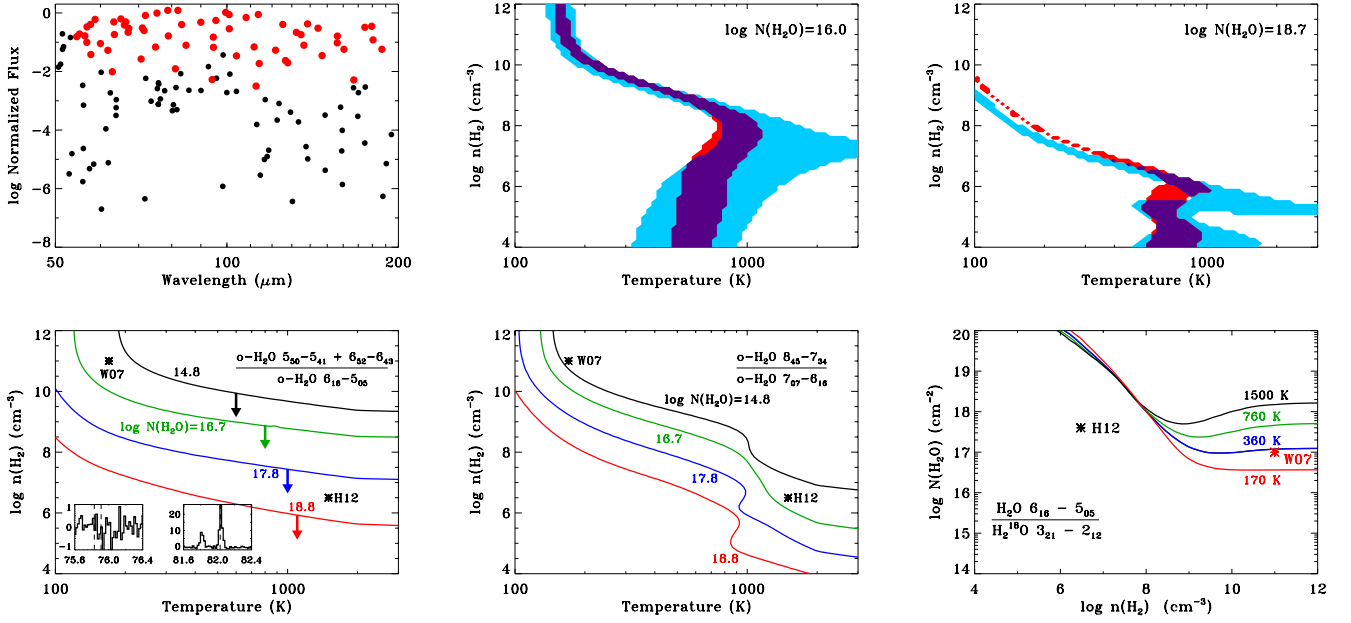 0
−2
−4
−6
−8
log Normalized Flux
50
100
200
Wavelength (μm)
12
10
8
6
4
log n(H₂) (cm⁻³)
log N(H₂O)=16.0
100
1000
Temperature (K)
12
10
8
6
4
log n(H₂) (cm⁻³)
log N(H₂O)=18.7
100
1000
Temperature (K)
12
10
8
6
4
log n(H₂) (cm⁻³)
o−H₂O 5₅₀−5₄₁ + 6₅₂−6₄₃
o−H₂O 6₁₆−5₀₅
W07
14.8
log N(H₂O)=16.7
17.8
18.8
H12
1
0
−1
75.6
76.0
76.4
20
10
0
81.6
82.0
82.4
100
1000
Temperature (K)
12
10
8
6
4
log n(H₂) (cm⁻³)
o−H₂O 8₄₅−7₃₄
o−H₂O 7₀₇−6₁₆
W07
log N(H₂O)=14.8
16.7
17.8
18.8
H12
100
1000
Temperature (K)
20
19
18
17
16
15
14
log N(H₂O) (cm⁻²)
1500 K
760 K
360 K
170 K
H12
W07
H₂O 6₁₆ − 5₀₅
H₂¹⁸O 3₂₁ − 2₁₂
4
6
8
10
12
log n(H₂) (cm⁻³)